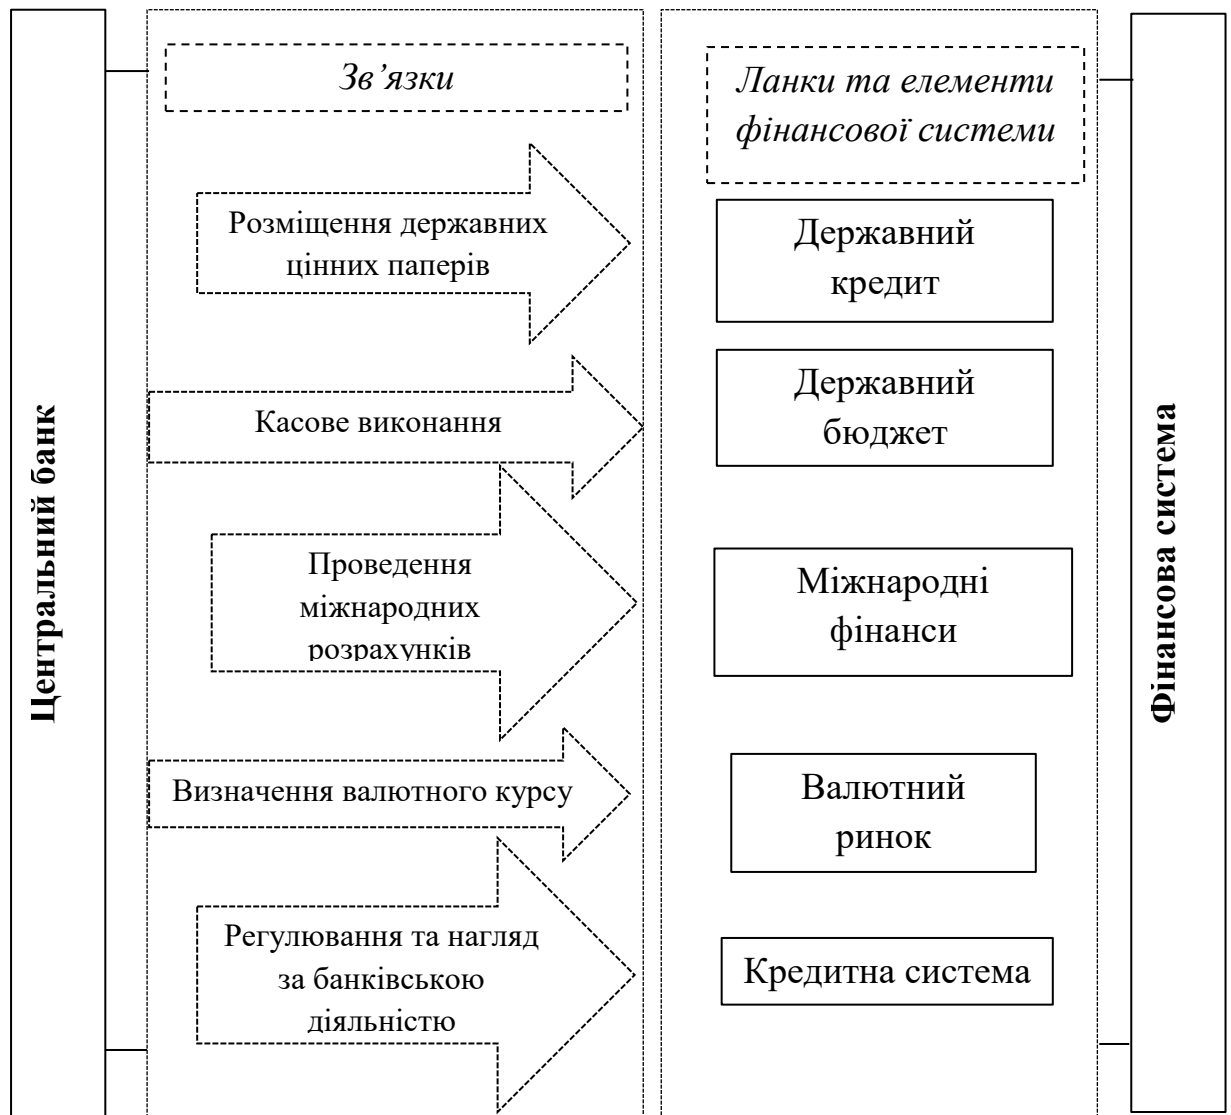 Центральний банк
Зв’язки
Розміщення державних
цінних паперів
Касове виконання
Проведення
міжнародних
розрахунків
Визначення валютного курсу
Регулювання та нагляд
за банківською
діяльністю
Ланки та елементи
фінансової системи
Державний
кредит
Державний
бюджет
Міжнародні
фінанси
Валютний
ринок
Кредитна система
Фінансова система